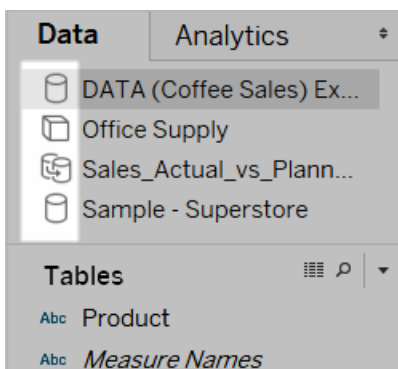 Data Analytics
DATA (Coffee Sales) Ex...
Office Supply
Sales_Actual_vs_Plann...
Sample - Superstore
Tables
Abc Product
Abc Measure Names